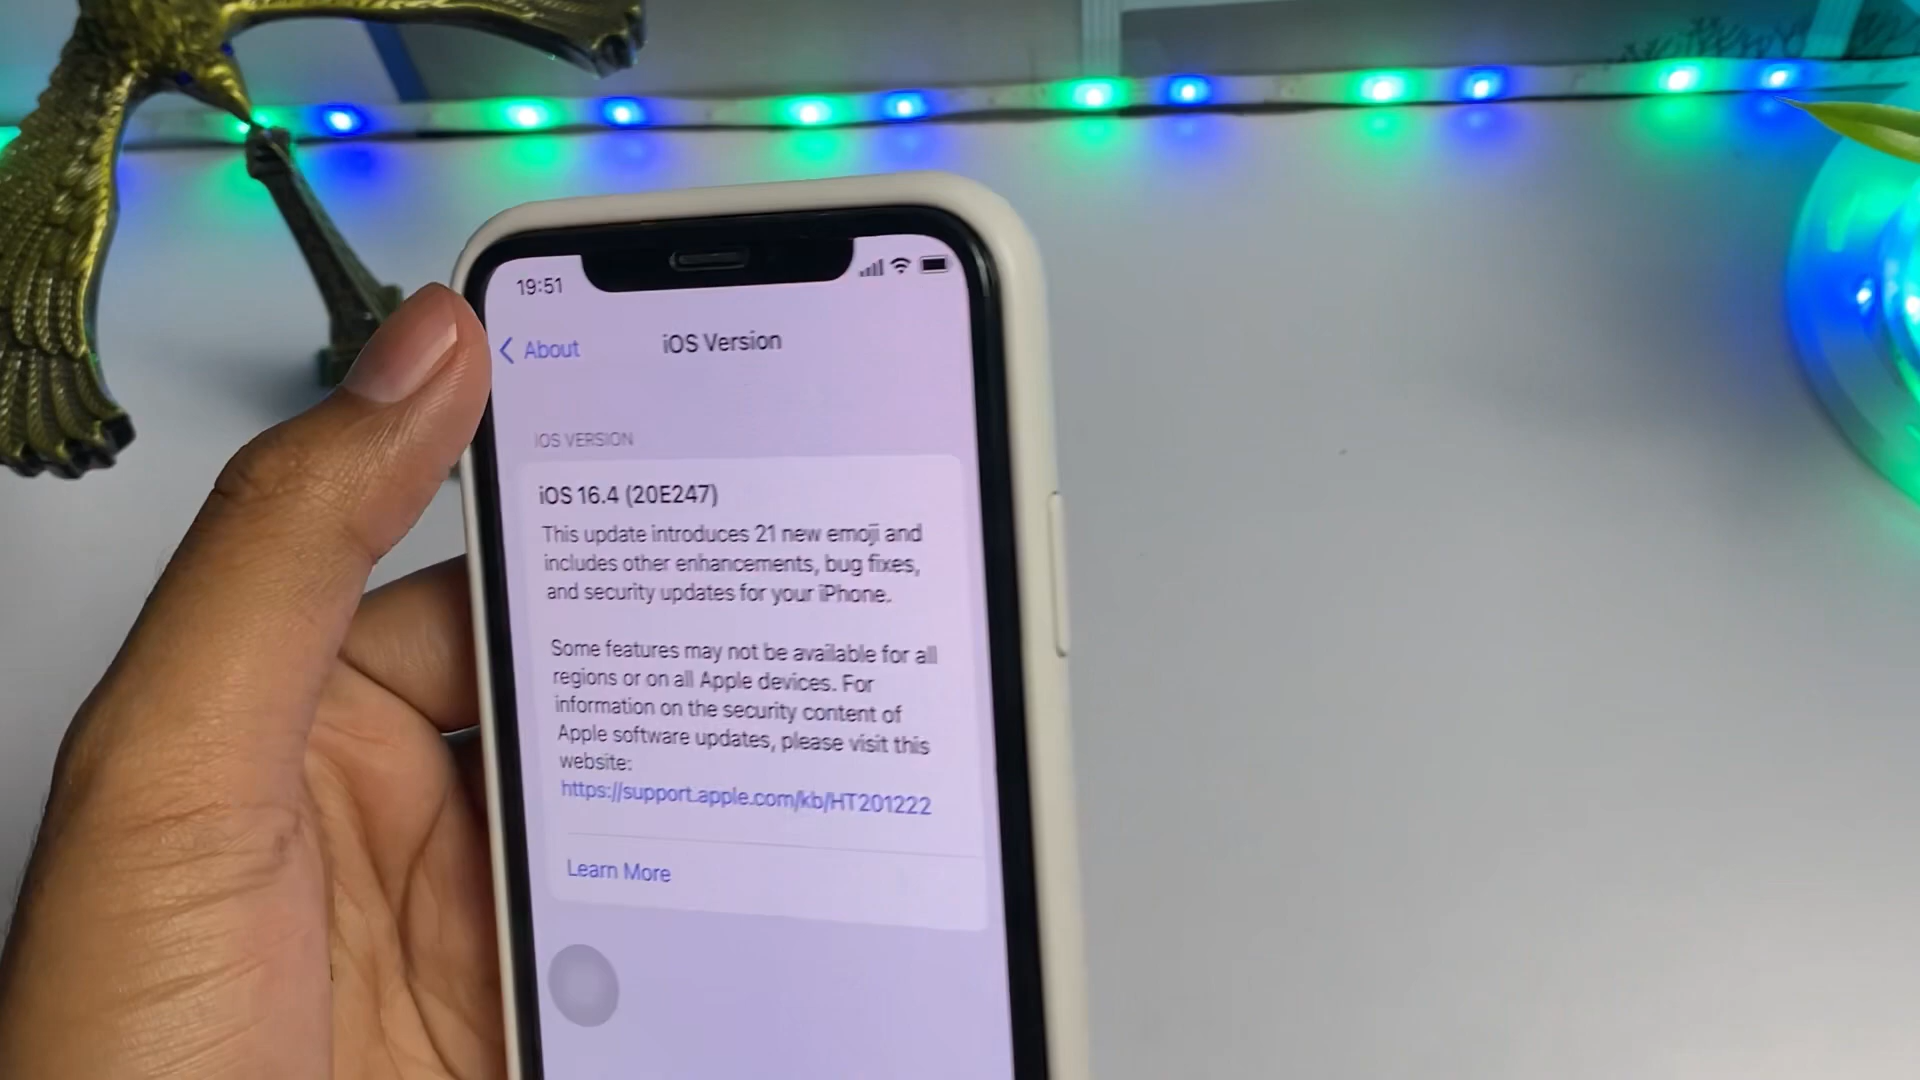 19:51
About
iOS Version
IOS VERSION
iOS 16.4 (20E247)
This update introduces 21 new emoji and
includes other enhancements, bug fixes,
and security updates for your iPhone.
Some features may not be available for all
regions or on all Apple devices. For
information on the security content of
Apple software updates, please visit this
website:
https://support.apple.com/kb/HT201222
Learn More